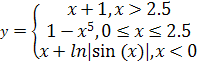 y = { x + 1, x > 2.5
1 − x⁵, 0 ≤ x ≤ 2.5
x + ln|sin (x)|, x < 0